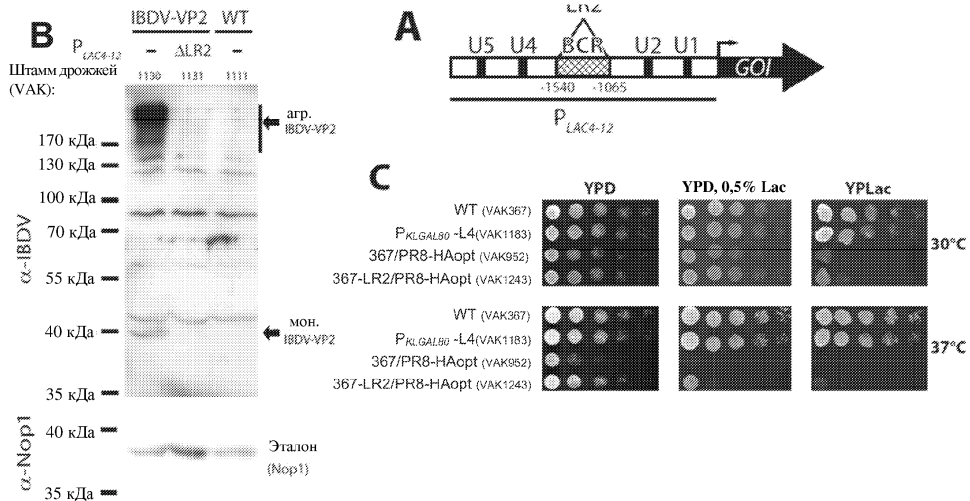 B
IBDV-VP2 WT
P LAC4-12 – ΔLR2 –
Штамм дрожжей (VAK): 1130 1131 1111
170 кДа
130 кДа
100 кДа
70 кДа
55 кДа
40 кДа
35 кДа
α-IBDV
агр.
IBDV-VP2
мон.
IBDV-VP2
40 кДа
35 кДа
α-Nop1
Эталон
(Nop1)
A
LR2
U5 U4 BCR U2 U1 GOI
-1540 -1065
P LAC4-12
C
YPD YPD, 0,5% Lac YPLac
WT (VAK367)
P KLGAL80 -L4(VAK1183)
367/PR8-HAopt (VAK952)
367-LR2/PR8-HAopt (VAK1243)
30°C
WT (VAK367)
P KLGAL80 -L4(VAK1183)
367/PR8-HAopt (VAK952)
367-LR2/PR8-HAopt (VAK1243)
37°C